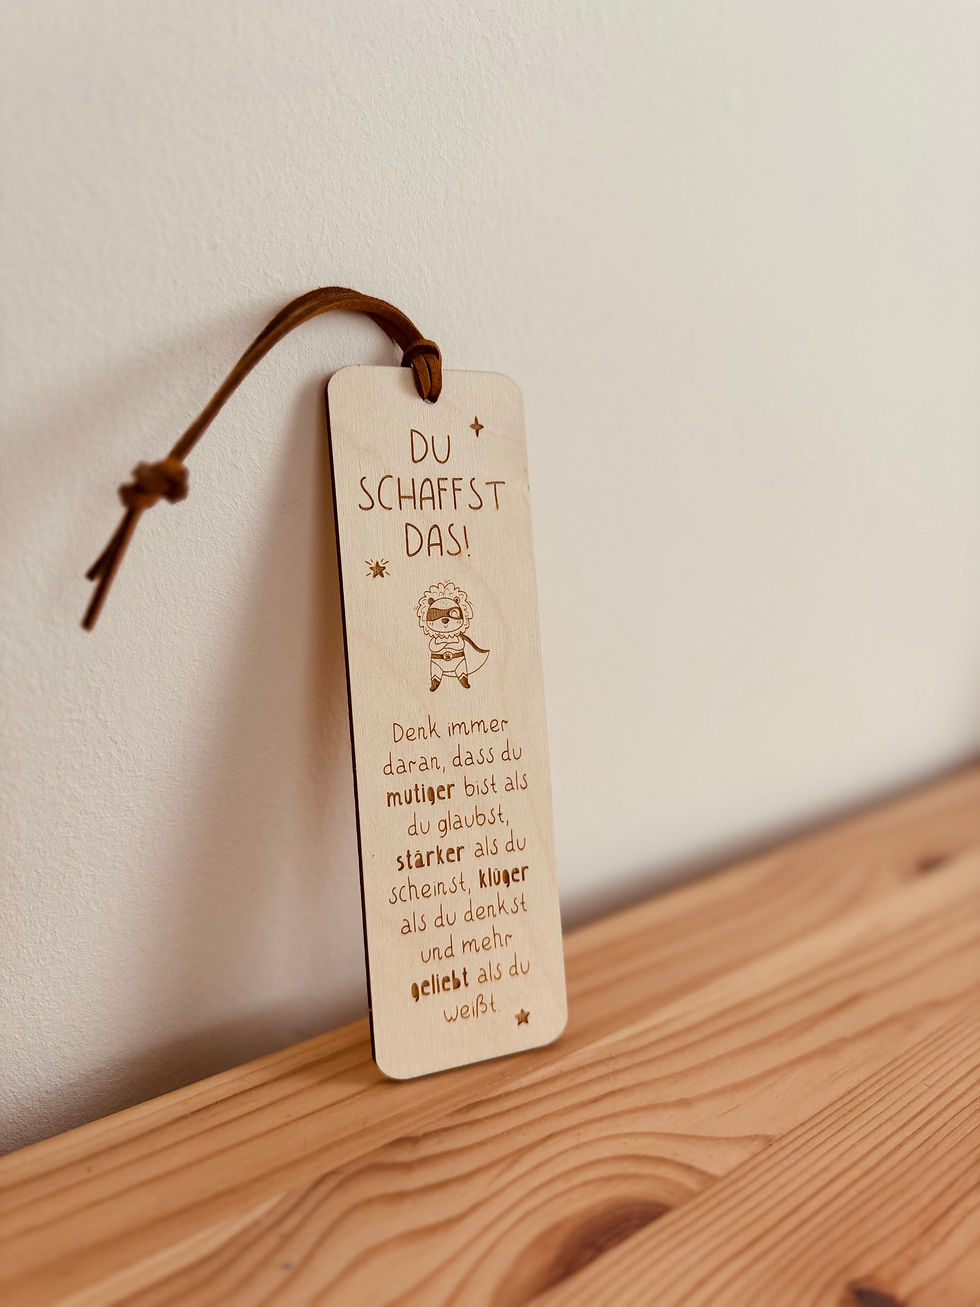 DU
SCHAFFST
DAS!
Denk immer
daran, dass du
mutiger bist als
du glaubst,
stärker als du
scheinst, klüger
als du denkst
und mehr
geliebt als du
weißt.